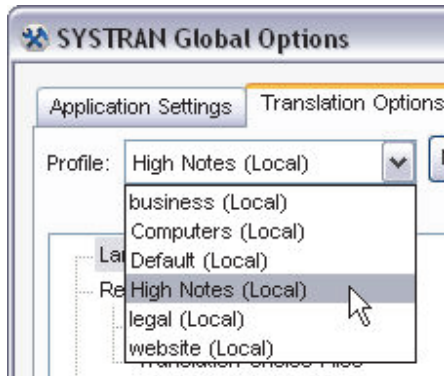 SYSTRAN Global Options
Application Settings Translation Options
Profile: High Notes (Local)
business (Local)
Computers (Local)
Default (Local)
High Notes (Local)
legal (Local)
website (Local)